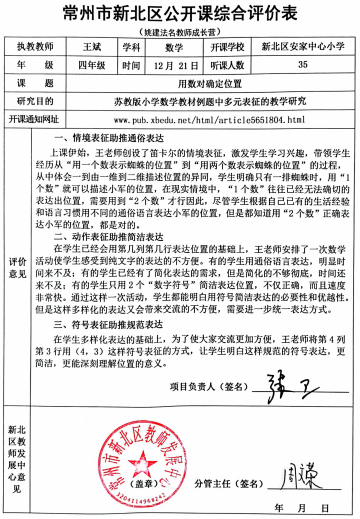 常州市新北区公开课综合评价表
(姚建法名教师成长营)
执教教师 王斌 学科 数学 开课学校 新北区安家中心小学
年 级 四年级 时间 12 月 21 日 听课人数 35
课 题 用数对确定位置
研究目的 苏教版小学数学教材例题中多元表征的教学研究
开课通知网址 www.pub.xbedu.net/html/article5651804.html
评价意见
一、情境表征助推通俗表达
上课伊始，王老师创设了笛卡尔的情境表征，激发学生学习兴趣，带领学生
经历从“用一个数表示蜘蛛的位置”到“用两个数表示蜘蛛的位置”的过程，
从中体会一到由一维到二维描述位置的异同，学生明确只有一排蜘蛛时，用“1
个数”就可以描述小军的位置，在现实情境中，“1个数”往往已经无法确切的
表达出位置，需要用到“2个数”才行因此，尽管学生根据自己已有的生活经验
和语言习惯用不同的通俗语言表达小军的位置，但是都知道用“2个数”正确表
达小军的位置，都是对的。
二、动作表征助推简洁表达
在学生已经会用第几列第几行表达位置的基础上，王老师安排了一次数学
活动使学生感受到纯文字的表达的不方便。有的学生用通俗语言表达，明显时
间来不及；有的学生已经有了简化表达的需求，但是简化的不够彻底，时间还
来不及；有的学生只用2个“数字符号”简洁表达位置，不仅正确，而且速度
非常快。通过这样一次活动，学生都能明白用符号简洁表达的必要性和优越性。
但是这样多样化的表达又会带来交流的不方便，需要进一步统一表达方式。
三、符号表征助推规范表达
在学生多样化表达的基础上，为了使大家交流更加方便，王老师将第4列
第3行用（4，3）这样符号表征的方式，让学生明白这样规范的符号表达，更
简洁，更能深刻理解位置的意义。
项目负责人（签名）
新北区教师发展中心意见
常州市新北区教师发展中心
（盖章）
3204114968242
分管主任（签名）
年 月 日